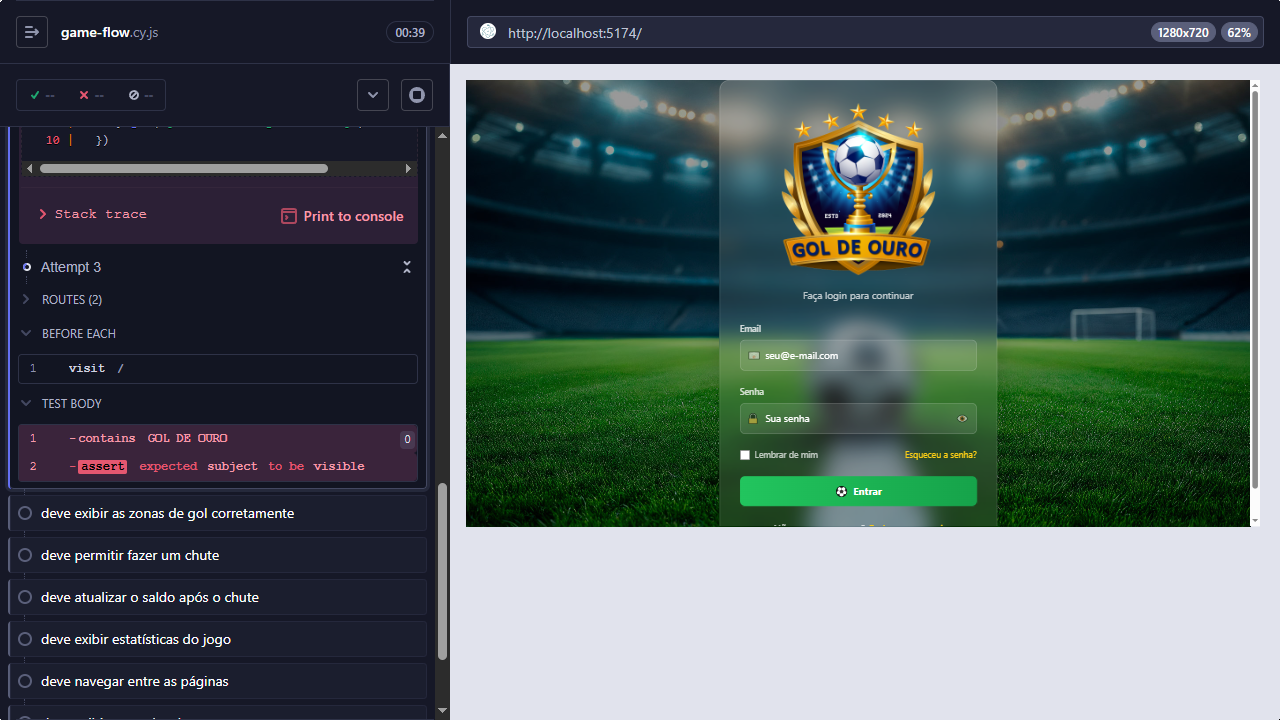 game-flow.cy.js
00:39
http://localhost:5174/
1280x720
62%
--
--
--
10 | })
Stack trace
Print to console
Attempt 3
ROUTES (2)
BEFORE EACH
1 visit /
TEST BODY
1 -contains GOL DE OURO 0
2 -assert expected subject to be visible
deve exibir as zonas de gol corretamente
deve permitir fazer um chute
deve atualizar o saldo após o chute
deve exibir estatísticas do jogo
deve navegar entre as páginas
ESTD 2024
GOL DE OURO
Faça login para continuar
Email
seu@e-mail.com
Senha
Sua senha
Lembrar de mim
Esqueceu a senha?
Entrar